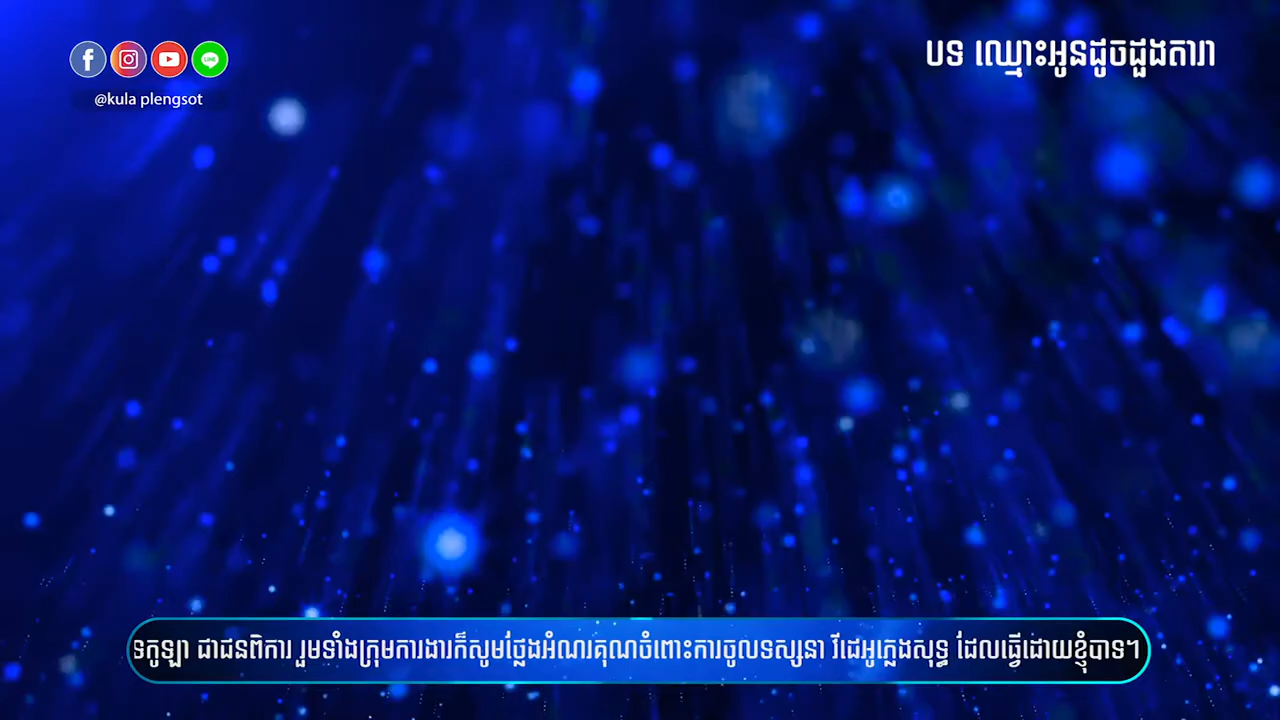 បទ ឈ្មោះអូនដូចដួងតារា
@kula plengsot
ទកូឡា ជាជនពិការ រួមទាំងក្រុមការងារក៏សូមថ្លែងអំណរគុណចំពោះការចូលទស្សនា វីដេអូភ្លេងសុទ្ធ ដែលធ្វើដោយខ្ញុំបាទ។